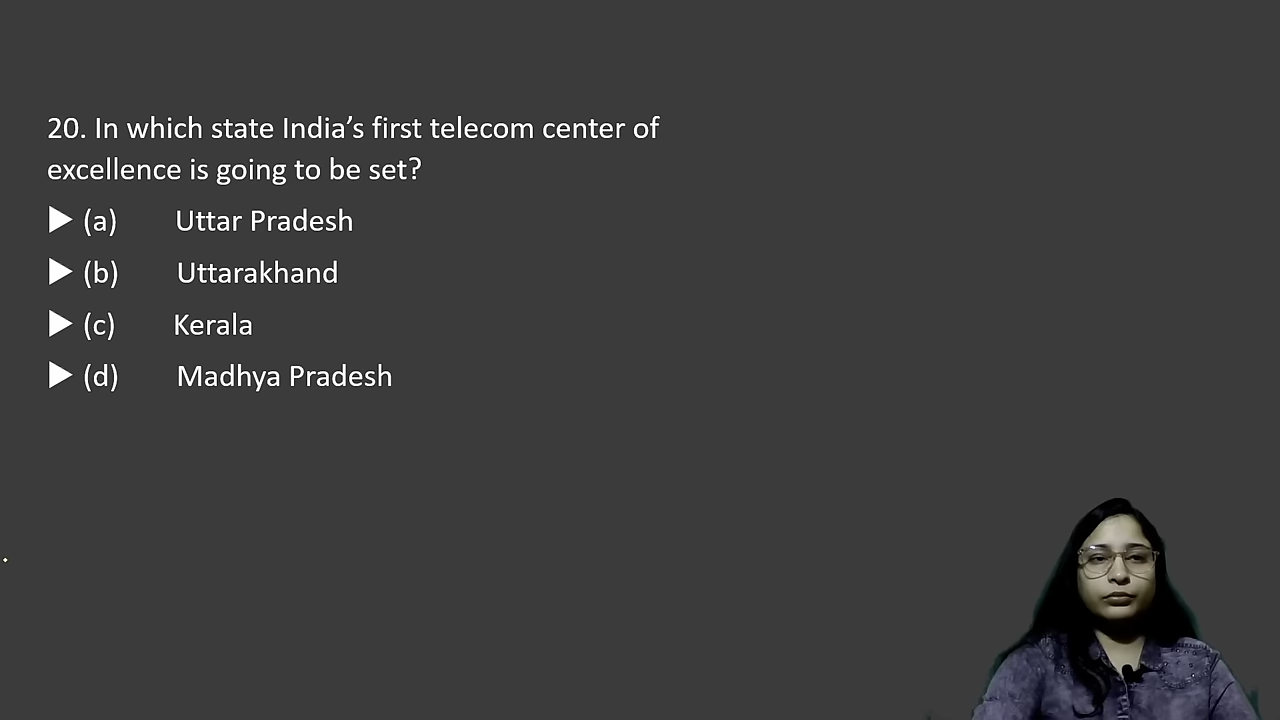 20. In which state India’s first telecom center of
excellence is going to be set?
▶ (a) Uttar Pradesh
▶ (b) Uttarakhand
▶ (c) Kerala
▶ (d) Madhya Pradesh